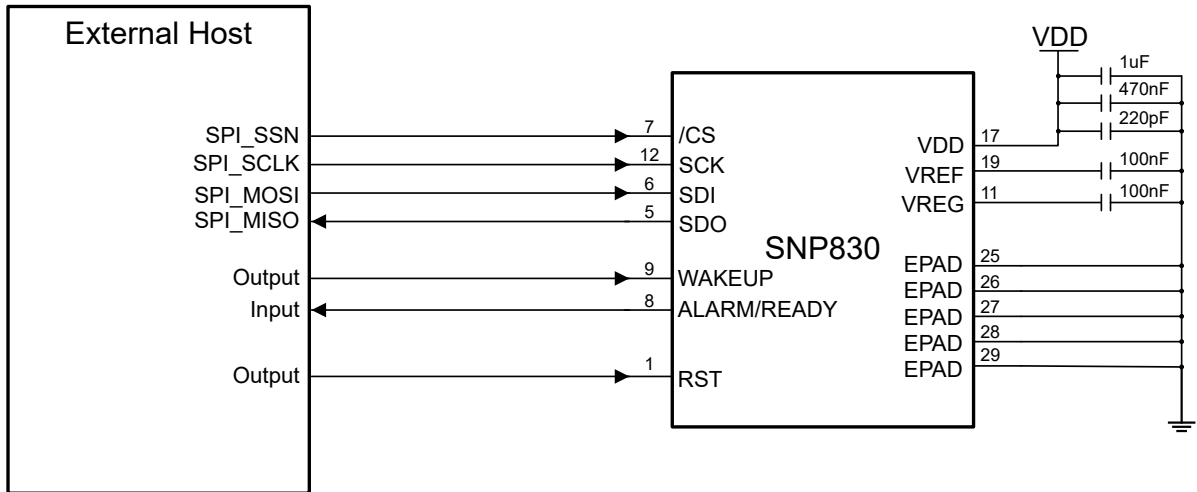 External Host
VDD
1uF
470nF
220pF
SPI_SSN 7 /CS
VDD 17
SPI_SCLK 12 SCK
VREF 19 100nF
SPI_MOSI 6 SDI
VREG 11 100nF
SPI_MISO 5 SDO
SNP830
Output 9 WAKEUP
EPAD 25
EPAD 26
Input 8 ALARM/READY
EPAD 27
EPAD 28
EPAD 29
Output 1 RST